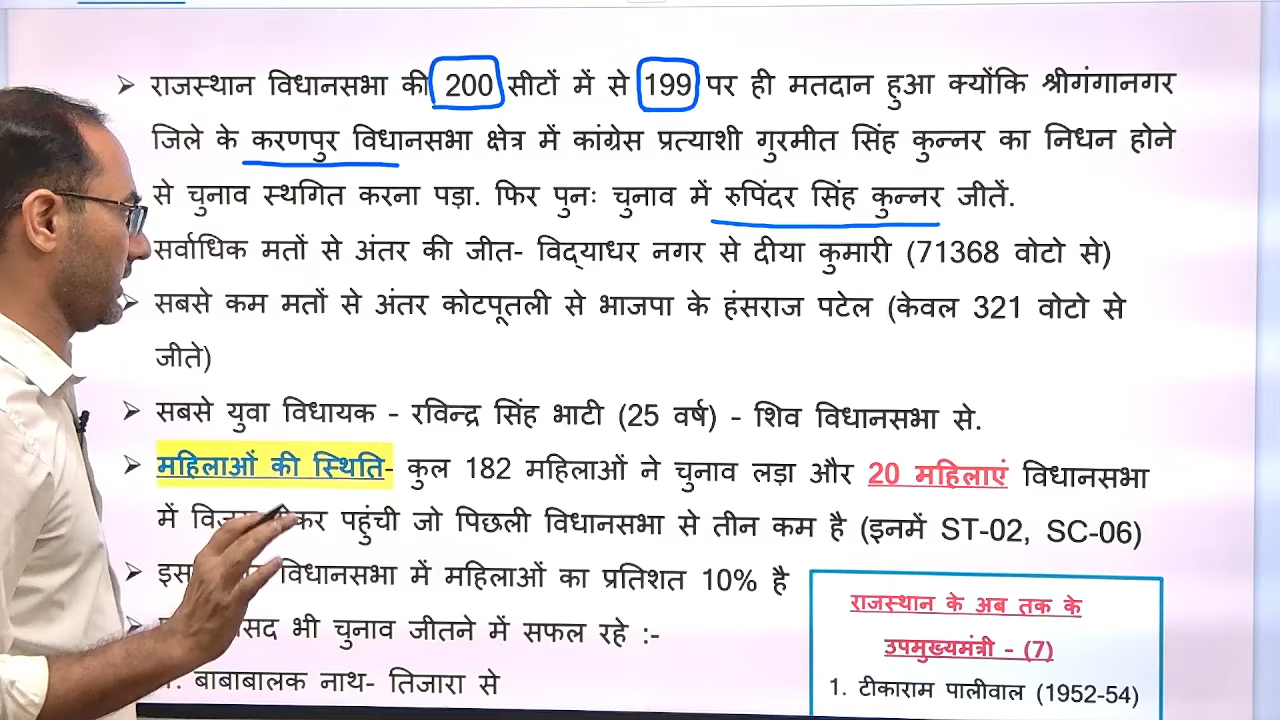 राजस्थान विधानसभा की 200 सीटों में से 199 पर ही मतदान हुआ क्योंकि श्रीगंगानगर
जिले के करणपुर विधानसभा क्षेत्र में कांग्रेस प्रत्याशी गुरमीत सिंह कुन्नर का निधन होने
से चुनाव स्थगित करना पड़ा. फिर पुनः चुनाव में रुपिंदर सिंह कुन्नर जीतें.
सर्वाधिक मतों से अंतर की जीत- विद्याधर नगर से दीया कुमारी (71368 वोटो से)
सबसे कम मतों से अंतर कोटपूतली से भाजपा के हंसराज पटेल (केवल 321 वोटो से
जीते)
सबसे युवा विधायक - रविन्द्र सिंह भाटी (25 वर्ष) - शिव विधानसभा से.
महिलाओं की स्थिति- कुल 182 महिलाओं ने चुनाव लड़ा और 20 महिलाएं विधानसभा
में पहुंची जो पिछली विधानसभा से तीन कम है (इनमें ST-02, SC-06)
विधानसभा में महिलाओं का प्रतिशत 10% है
भी चुनाव जीतने में सफल रहे :-
बाबाबालक नाथ- तिजारा से
राजस्थान के अब तक के
उपमुख्यमंत्री - (7)
1. टीकाराम पालीवाल (1952-54)